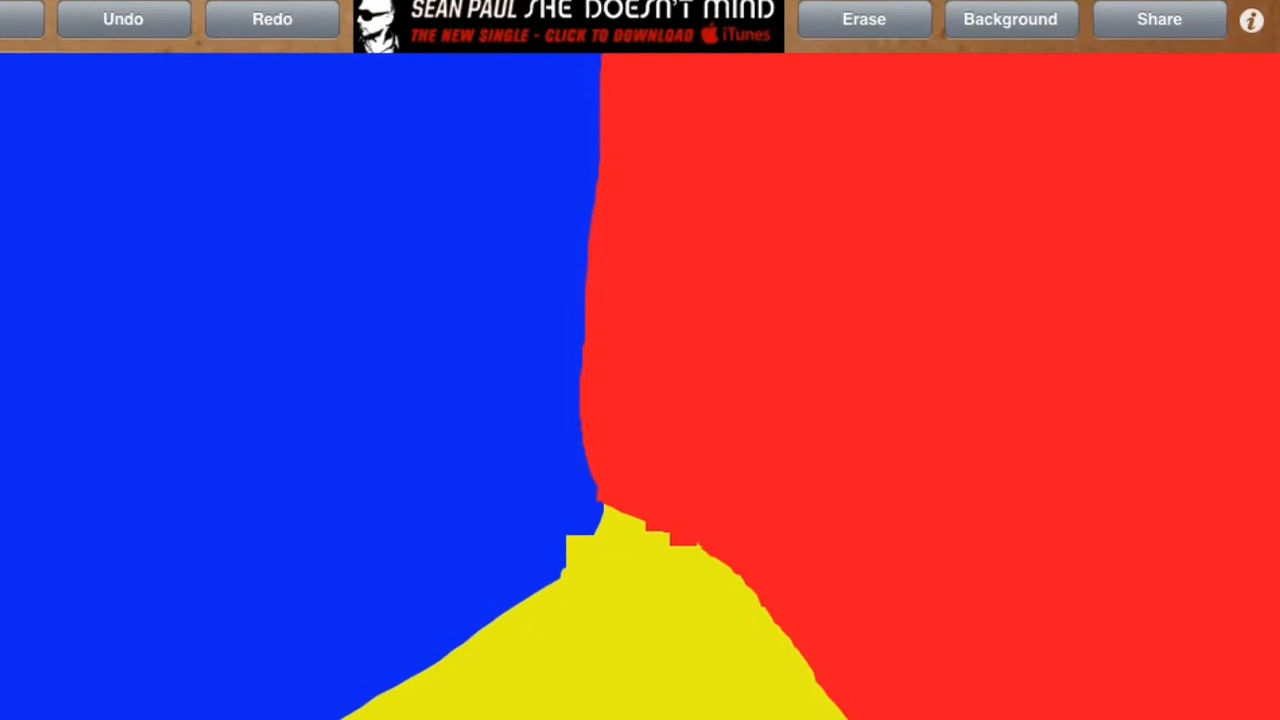 Undo
Redo
SEAN PAUL SHE DOESN'T MIND
THE NEW SINGLE - CLICK TO DOWNLOAD iTunes
Erase
Background
Share
i